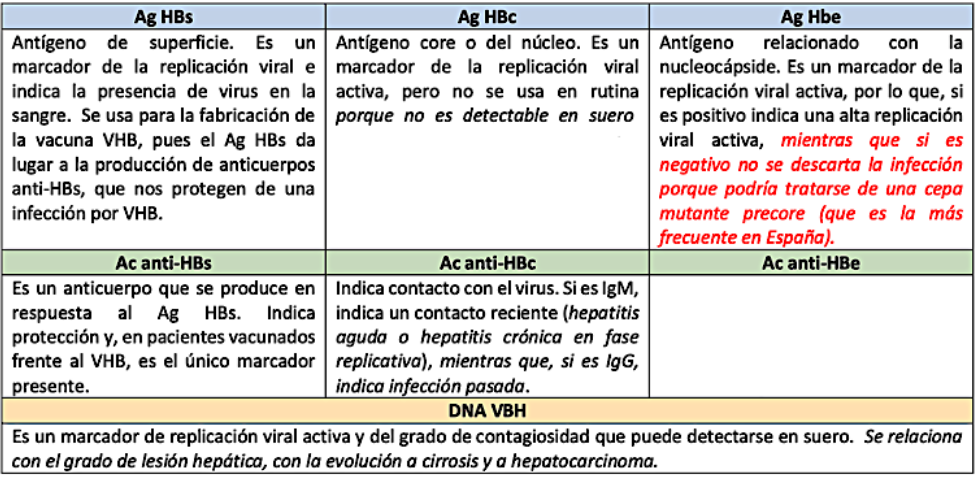 Ag HBs
Ag HBc
Ag Hbe
Antígeno de superficie. Es un
marcador de la replicación viral e
indica la presencia de virus en la
sangre. Se usa para la fabricación de
la vacuna VHB, pues el Ag HBs da
lugar a la producción de anticuerpos
anti-HBs, que nos protegen de una
infección por VHB.
Antígeno core o del núcleo. Es un
marcador de la replicación viral
activa, pero no se usa en rutina
porque no es detectable en suero
Antígeno relacionado con la
nucleocápside. Es un marcador de la
replicación viral activa, por lo que, si
es positivo indica una alta replicación
viral activa, mientras que si es
negativo no se descarta la infección
porque podría tratarse de una cepa
mutante precore (que es la más
frecuente en España).
Ac anti-HBs
Ac anti-HBc
Ac anti-HBe
Es un anticuerpo que se produce en
respuesta al Ag HBs. Indica
protección y, en pacientes vacunados
frente al VHB, es el único marcador
presente.
Indica contacto con el virus. Si es IgM,
indica un contacto reciente (hepatitis
aguda o hepatitis crónica en fase
replicativa), mientras que, si es IgG,
indica infección pasada.
DNA VBH
Es un marcador de replicación viral activa y del grado de contagiosidad que puede detectarse en suero. Se relaciona
con el grado de lesión hepática, con la evolución a cirrosis y a hepatocarcinoma.